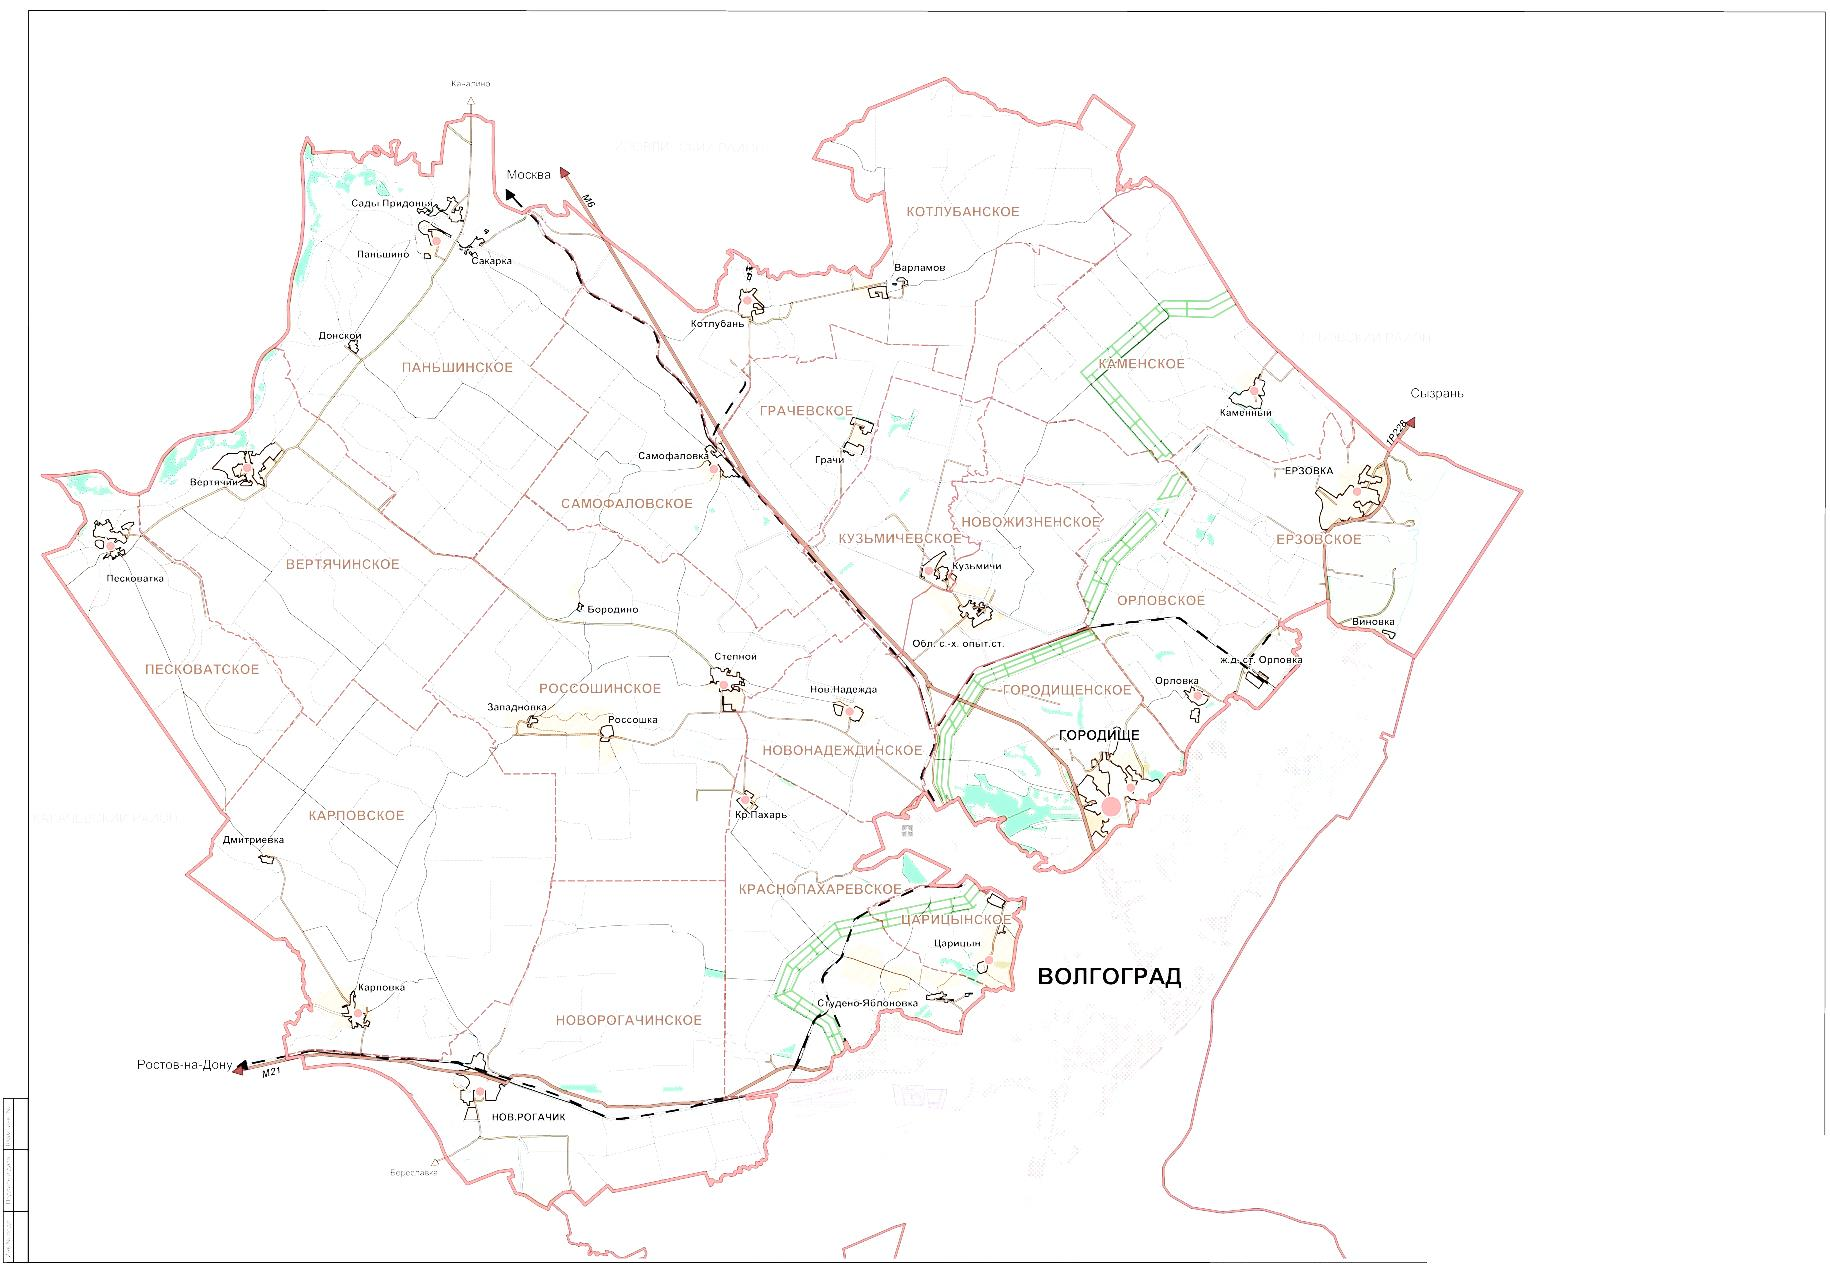 Качалино
Москва
М6
Сады Придонья
КОТЛУБАНСКОЕ
Паньшино
Сакарка
Варламов
Котлубань
Донской
ПАНЬШИНСКОЕ
КАМЕНСКОЕ
Сызрань
ГРАЧЕВСКОЕ
Каменный
1Р228
Самофаловка
Грачи
ЕРЗОВКА
Вертячий
САМОФАЛОВСКОЕ
НОВОЖИЗНЕНСКОЕ
КУЗЬМИЧЕВСКОЕ
ЕРЗОВСКОЕ
ВЕРТЯЧИНСКОЕ
Кузьмичи
Песковатка
ОРЛОВСКОЕ
Бородино
Виновка
Обл. с.-х. опыт.ст.
Степной
ж.д. ст. Орловка
ПЕСКОВАТСКОЕ
РОССОШИНСКОЕ
Нов.Надежда
ГОРОДИЩЕНСКОЕ
Орловка
Западновка
Россошка
ГОРОДИЩЕ
НОВОНАДЕЖДИНСКОЕ
КАРПОВСКОЕ
Кр.Пахарь
Дмитриевка
КРАСНОПАХАРЕВСКОЕ
ЦАРИЦЫНСКОЕ
Царицын
ВОЛГОГРАД
Карповка
Студено-Яблоновка
НОВОРОГАЧИНСКОЕ
Ростов-на-Дону
М21
НОВ.РОГАЧИК
Береславка